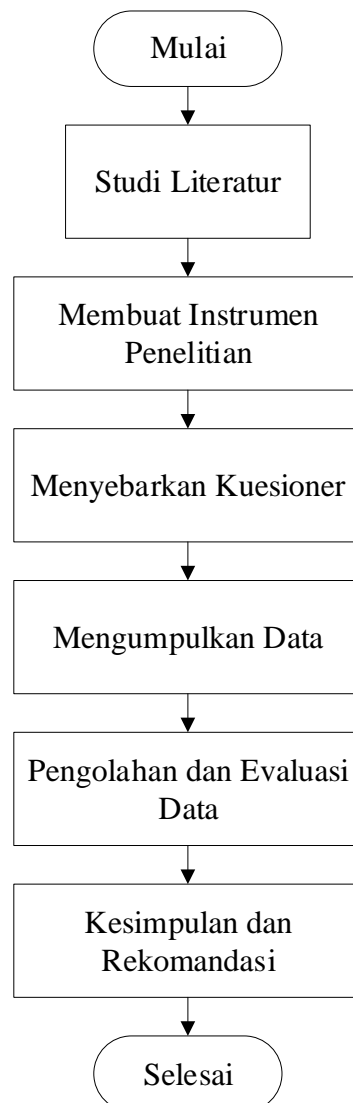 Mulai
Studi Literatur
Membuat Instrumen
Penelitian
Menyebarkan Kuesioner
Mengumpulkan Data
Pengolahan dan Evaluasi
Data
Kesimpulan dan
Rekomandasi
Selesai